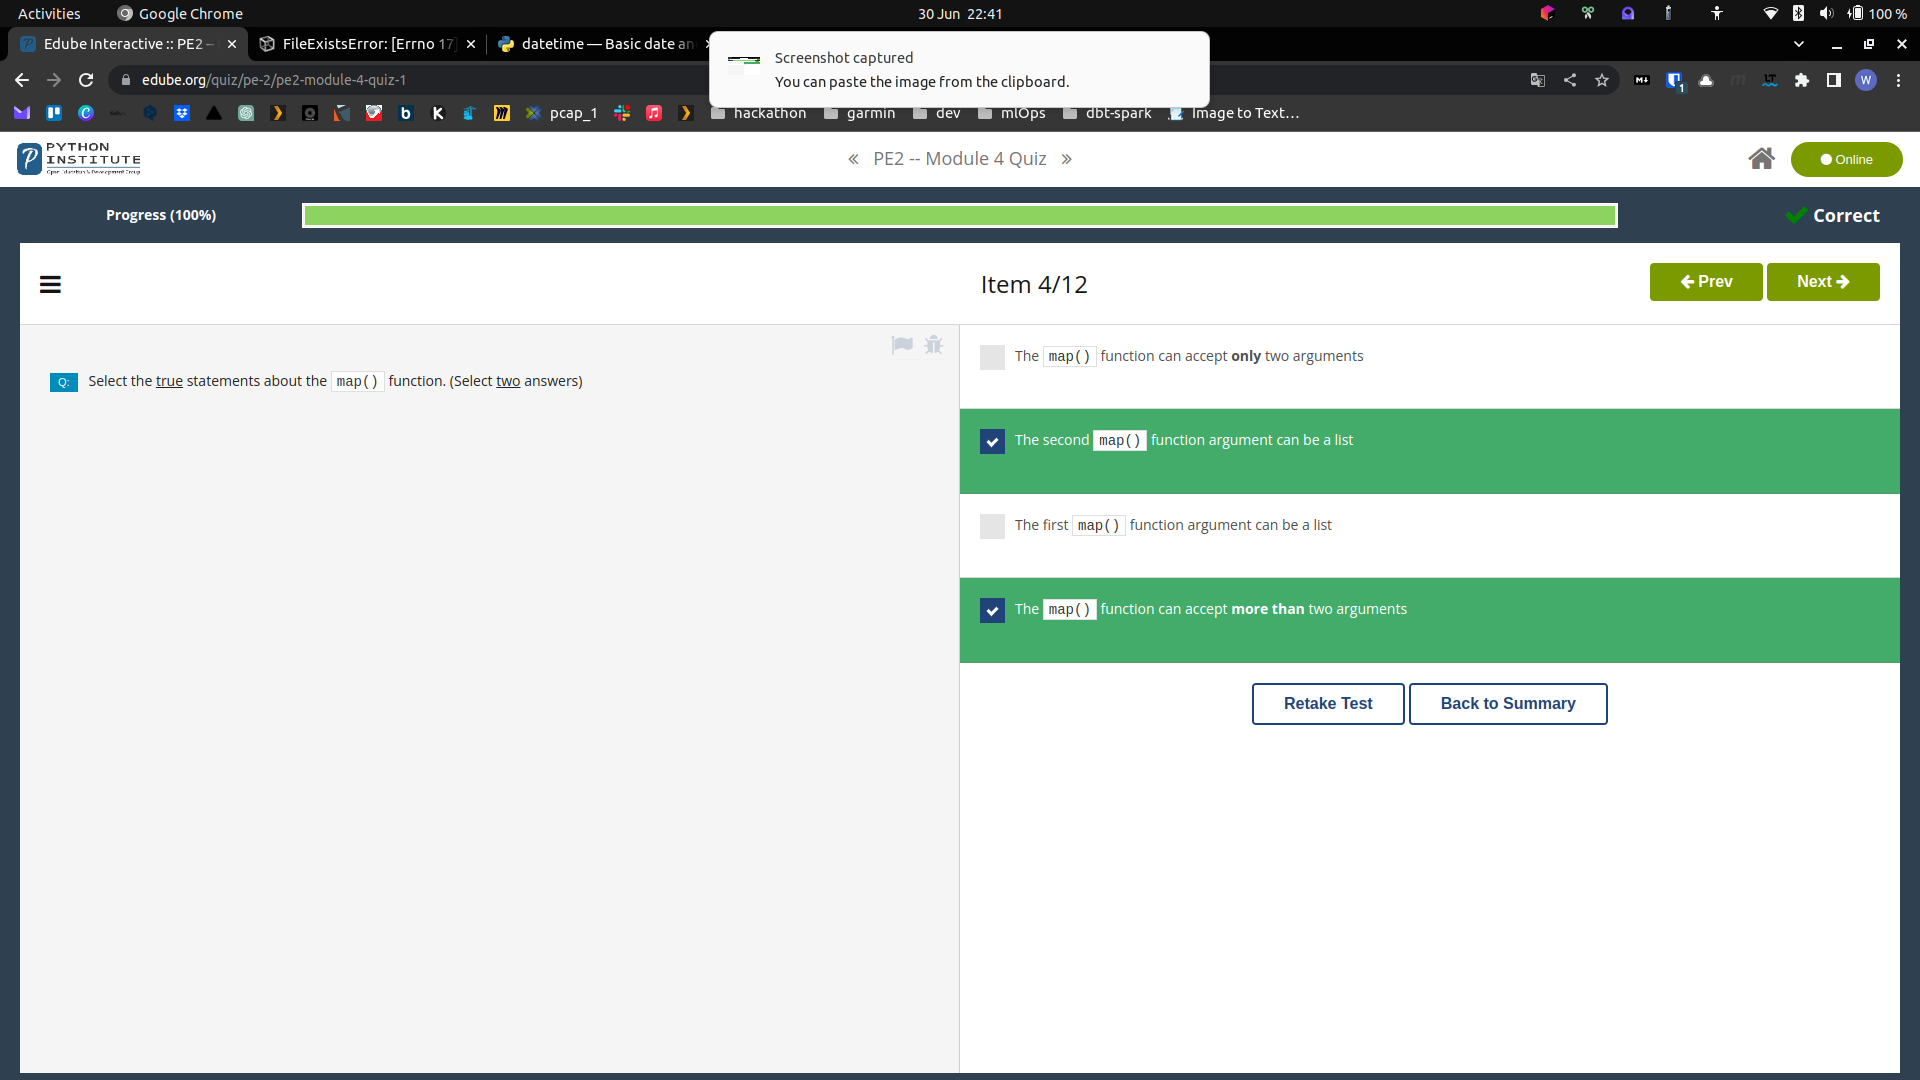 Activities
Google Chrome
30 Jun 22:41
100 %
Edube Interactive :: PE2 –
FileExistsError: [Errno 17]
datetime — Basic date an
Screenshot captured
You can paste the image from the clipboard.
edube.org/quiz/pe-2/pe2-module-4-quiz-1
pcap_1
hackathon
garmin
dev
mlOps
dbt-spark
Image to Text...
PYTHON
INSTITUTE
Open Education & Development Group
« PE2 -- Module 4 Quiz »
Online
Progress (100%)
Correct
Item 4/12
Prev
Next
Q: Select the true statements about the map() function. (Select two answers)
The map() function can accept only two arguments
The second map() function argument can be a list
The first map() function argument can be a list
The map() function can accept more than two arguments
Retake Test
Back to Summary